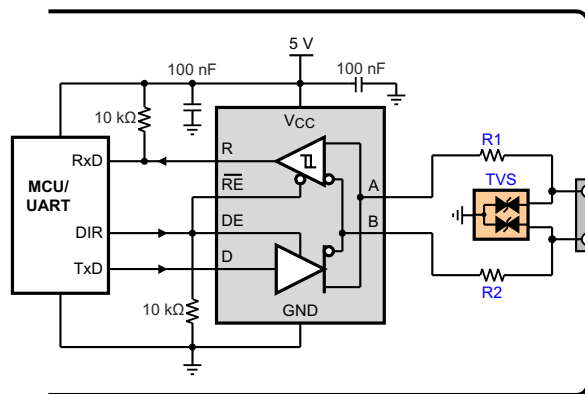 5 V
100 nF
100 nF
10 kΩ
VCC
R1
RxD
R
RE
TVS
MCU/
UART
A
B
DIR
DE
TxD
D
R2
10 kΩ
GND